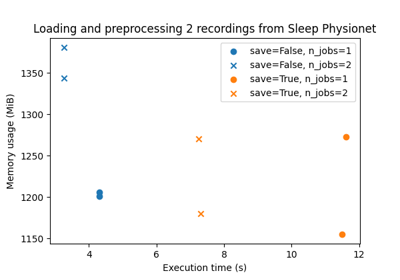 Loading and preprocessing 2 recordings from Sleep Physionet
save=False, n_jobs=1
save=False, n_jobs=2
save=True, n_jobs=1
save=True, n_jobs=2
Memory usage (MiB)
1350
1300
1250
1200
1150
4 6 8 10 12
Execution time (s)